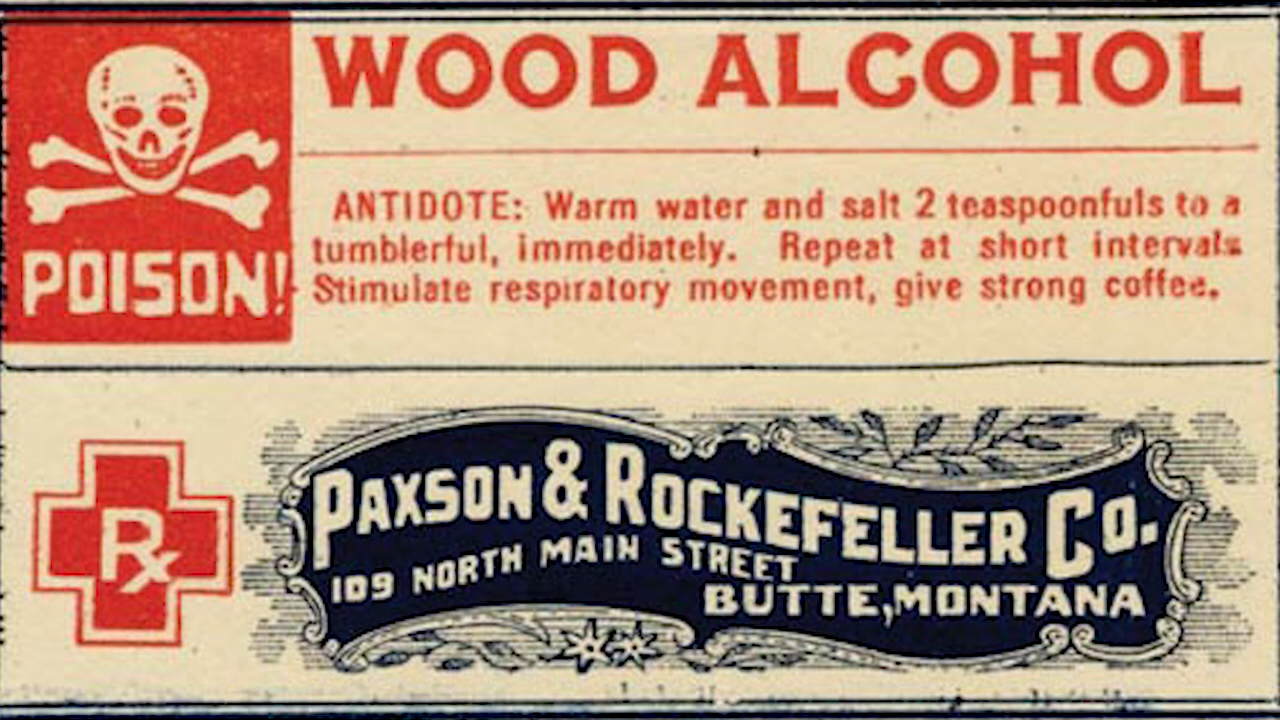 WOOD ALCOHOL
ANTIDOTE: Warm water and salt 2 teaspoonfuls to a
tumblerful, immediately. Repeat at short intervals
Stimulate respiratory movement, give strong coffee.
POISON!
Rx
PAXSON & ROCKEFELLER CO.
109 NORTH MAIN STREET
BUTTE, MONTANA